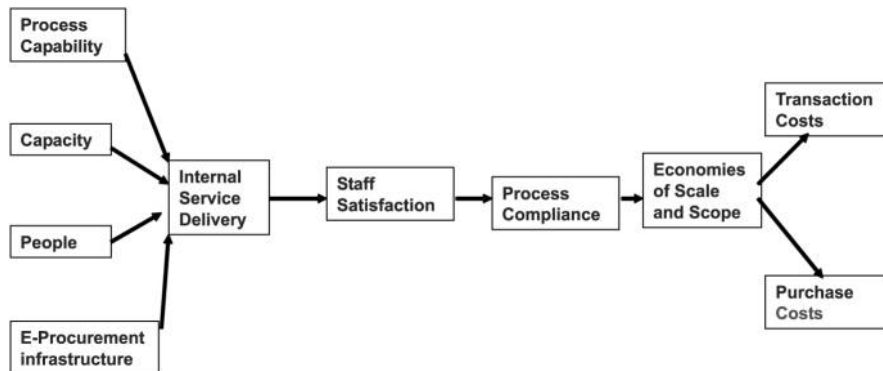 Process
Capability
Capacity
People
E-Procurement
infrastructure
Internal
Service
Delivery
Staff
Satisfaction
Process
Compliance
Economies
of Scale
and Scope
Transaction
Costs
Purchase
Costs